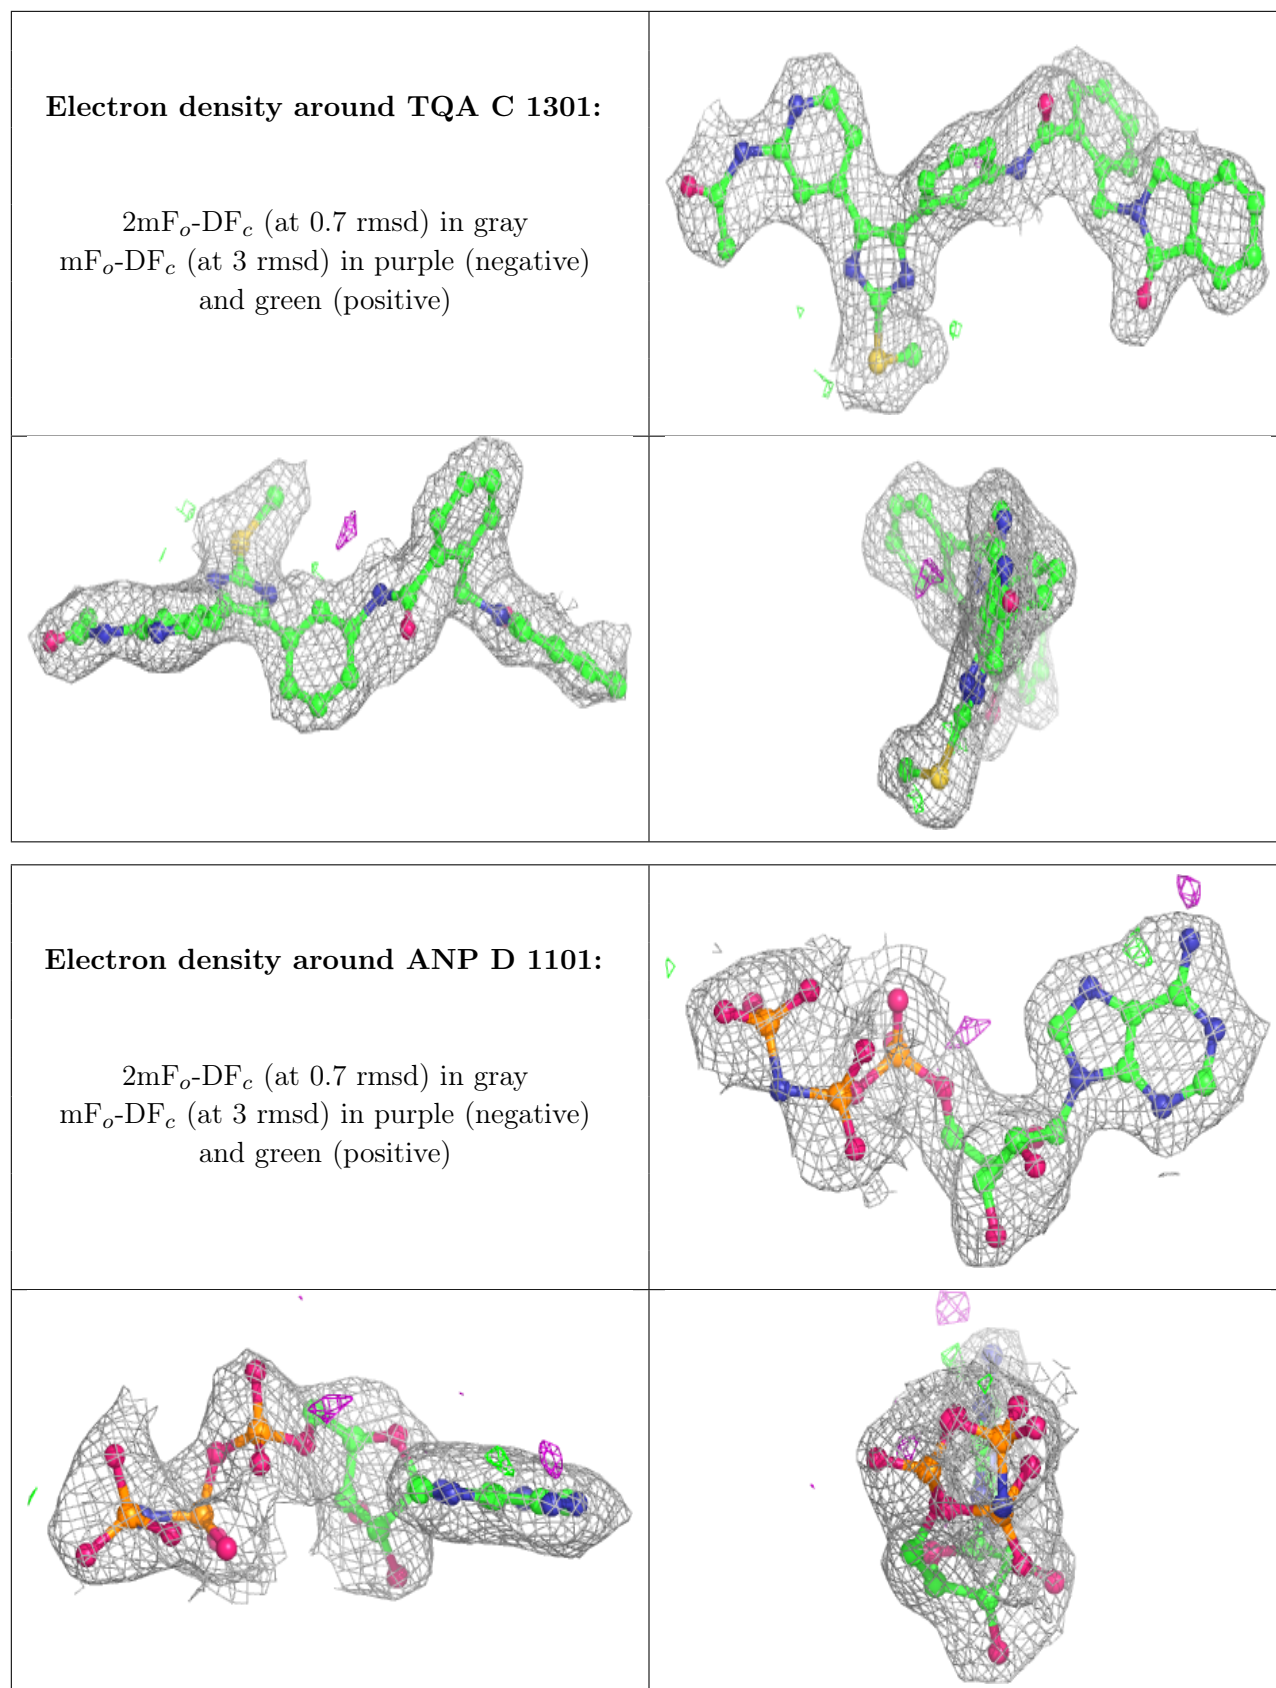 Electron density around TQA C 1301:
2mFo-DFc (at 0.7 rmsd) in gray
mFo-DFc (at 3 rmsd) in purple (negative)
and green (positive)
Electron density around ANP D 1101:
2mFo-DFc (at 0.7 rmsd) in gray
mFo-DFc (at 3 rmsd) in purple (negative)
and green (positive)